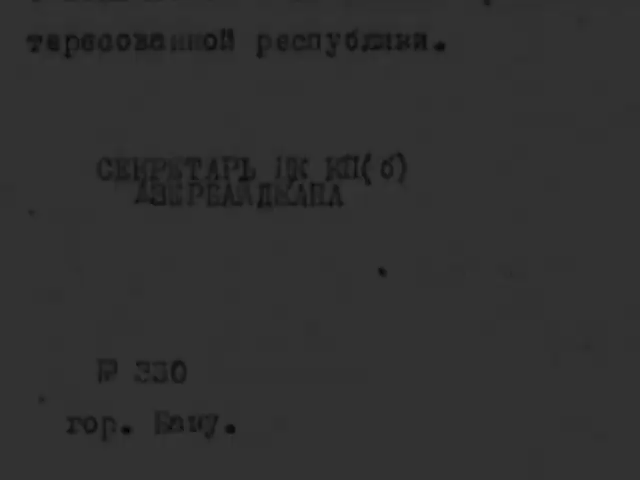 тересованной республики.
СЕКРЕТАРЬ ЦК КП(б)
АЗЕРБАЙДЖАНА
№ 330
гор. Баку.